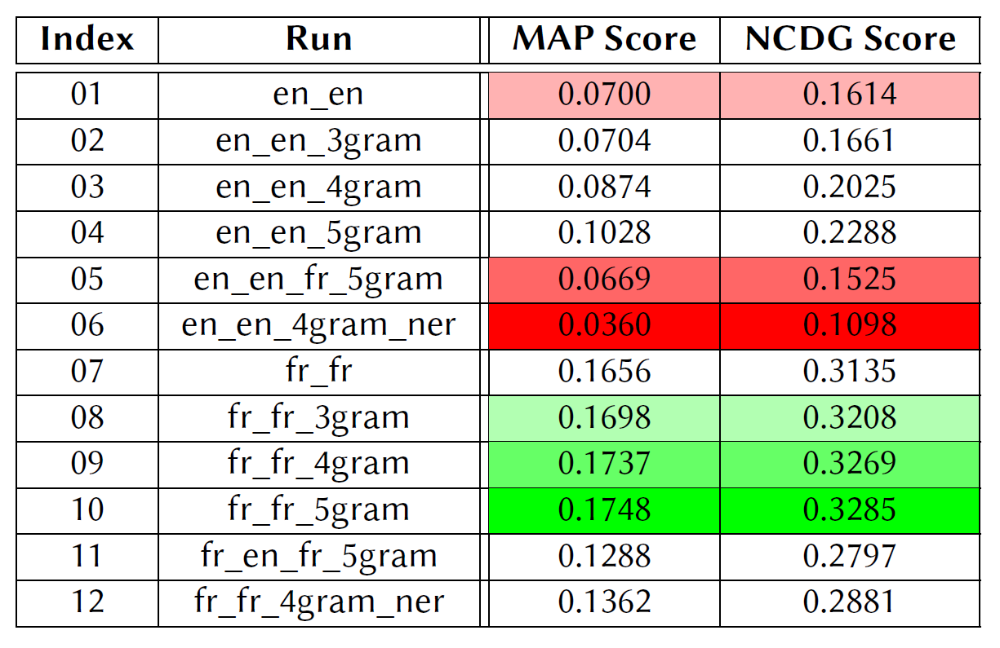 Index Run MAP Score NCDG Score
01 en_en 0.0700 0.1614
02 en_en_3gram 0.0704 0.1661
03 en_en_4gram 0.0874 0.2025
04 en_en_5gram 0.1028 0.2288
05 en_en_fr_5gram 0.0669 0.1525
06 en_en_4gram_ner 0.0360 0.1098
07 fr_fr 0.1656 0.3135
08 fr_fr_3gram 0.1698 0.3208
09 fr_fr_4gram 0.1737 0.3269
10 fr_fr_5gram 0.1748 0.3285
11 fr_en_fr_5gram 0.1288 0.2797
12 fr_fr_4gram_ner 0.1362 0.2881